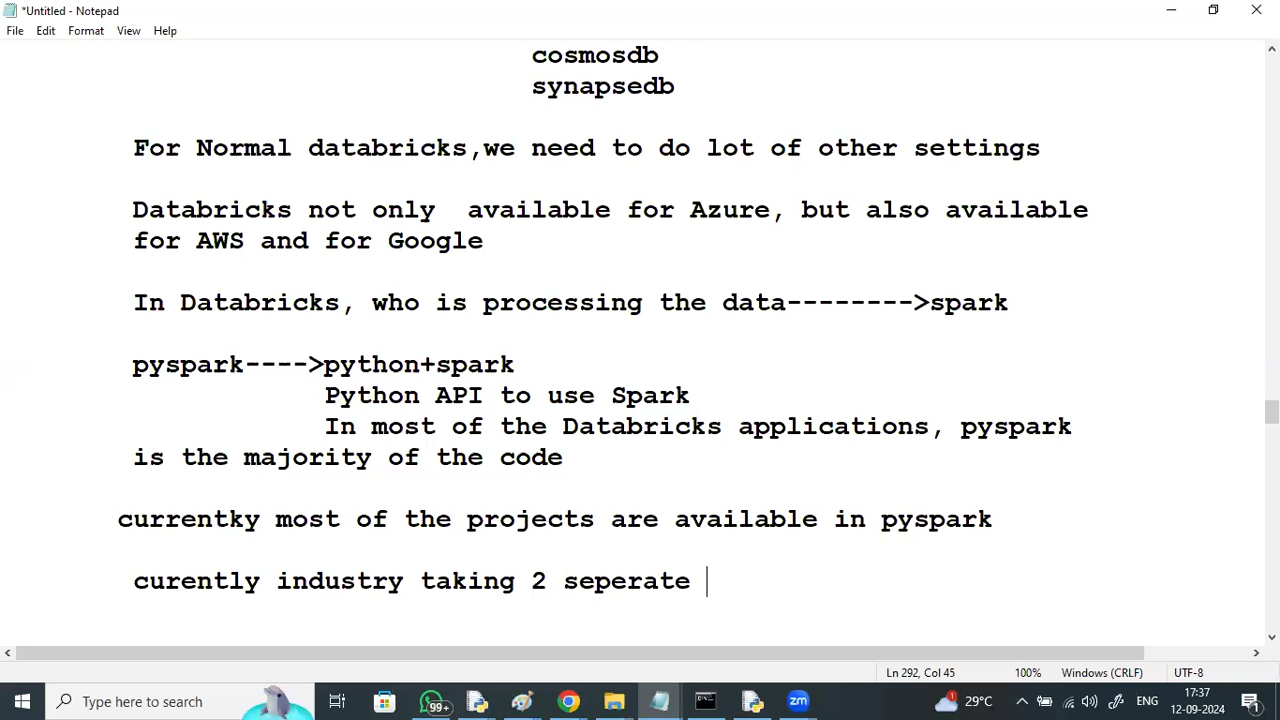 *Untitled - Notepad
File Edit Format View Help
cosmosdb
synapsedb
For Normal databricks,we need to do lot of other settings
Databricks not only  available for Azure, but also available
for AWS and for Google
In Databricks, who is processing the data-------->spark
pyspark---->python+spark
Python API to use Spark
In most of the Databricks applications, pyspark
is the majority of the code
currentky most of the projects are available in pyspark
curently industry taking 2 seperate
Ln 292, Col 45 100% Windows (CRLF) UTF-8
Type here to search 99+ zm 1 29°C ENG 17:37 12-09-2024 1